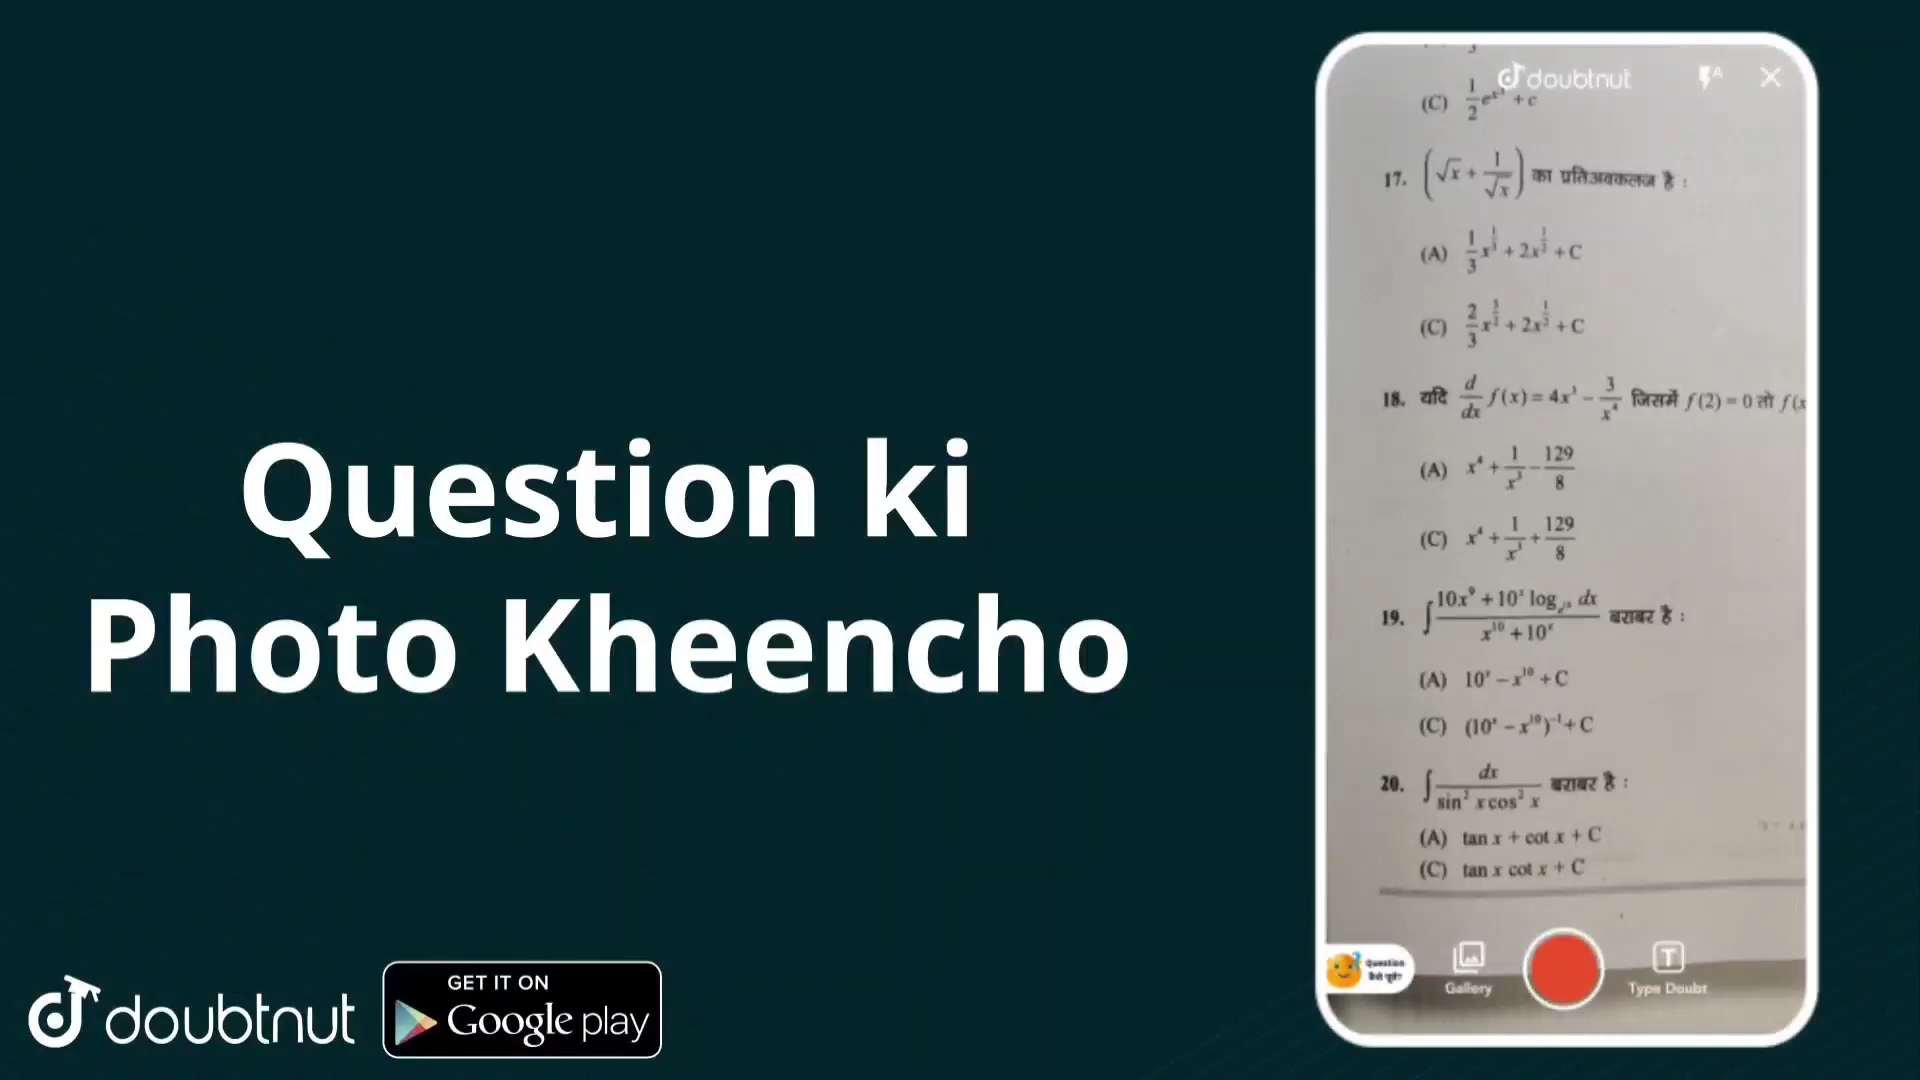 Question ki
Photo Kheencho
doubtnut
GET IT ON
Google play
doubtnut
(C) 1/2 e^x³ + c
17. (√x + 1/√x) का प्रतिअवकलज है :
(A) 1/3 x^1/3 + 2x^1/2 + C
(C) 2/3 x^3/2 + 2x^1/2 + C
18. यदि d/dx f(x) = 4x³ - 3/x⁴ जिसमें f(2) = 0 तो f(x
(A) x⁴ + 1/x³ - 129/8
(C) x⁴ + 1/x³ + 129/8
19. ∫ 10x⁹ + 10ˣ log dx / x¹⁰ + 10ˣ बराबर है :
(A) 10ˣ - x¹⁰ + C
(C) (10ˣ - x¹⁰)⁻¹ + C
20. ∫ dx / sin² x cos² x बराबर है :
(A) tan x + cot x + C
(C) tan x cot x + C
Question
कैसे पूछें?
Gallery
Type Doubt